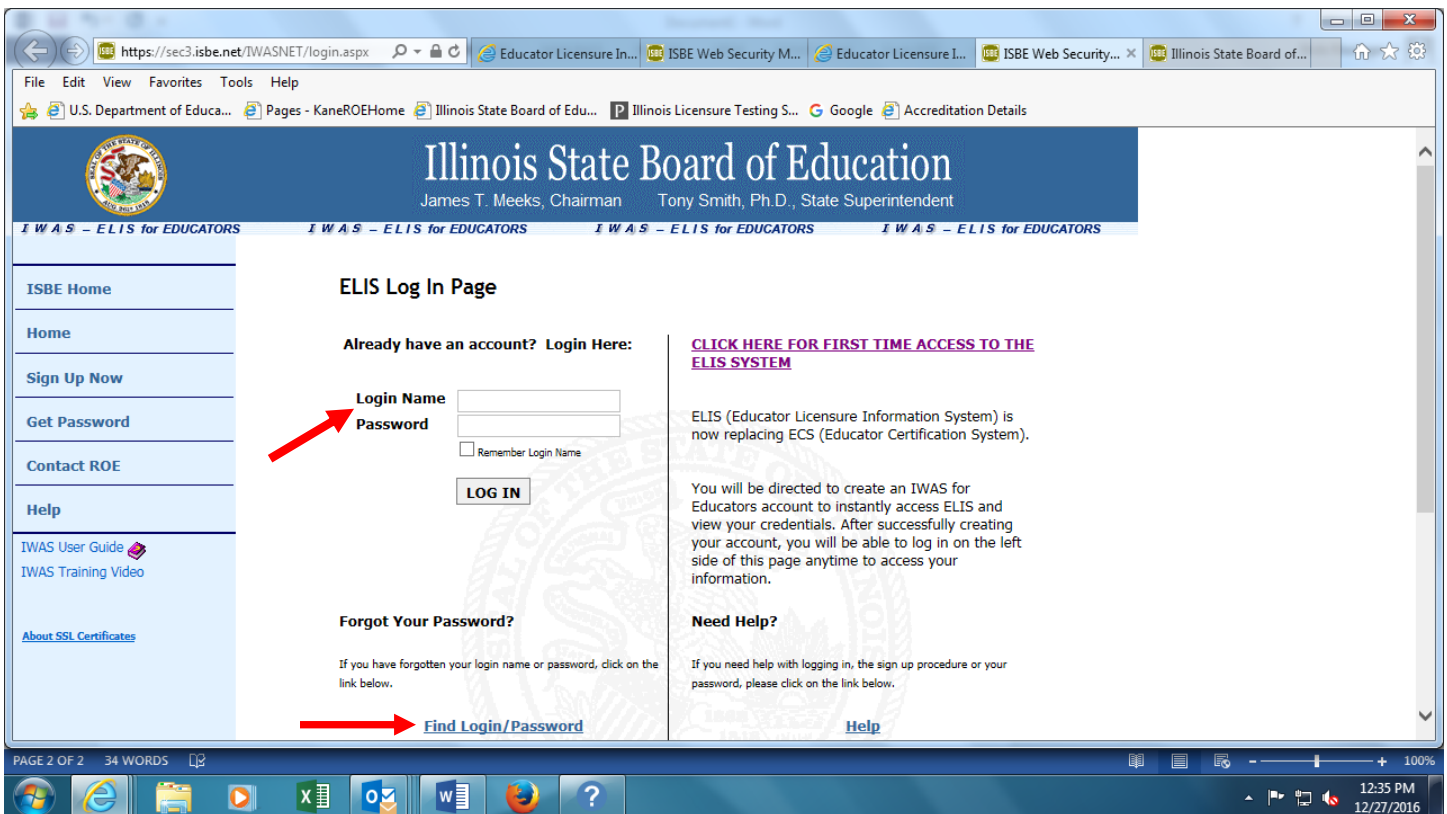 https://sec3.isbe.net/IWASNET/login.aspx
Educator Licensure In...
ISBE Web Security M...
Educator Licensure I...
ISBE Web Security...
Illinois State Board of...
File Edit View Favorites Tools Help
U.S. Department of Educa... Pages - KaneROEHome Illinois State Board of Edu... Illinois Licensure Testing S... Google Accreditation Details
Illinois State Board of Education
James T. Meeks, Chairman Tony Smith, Ph.D., State Superintendent
IWAS – ELIS for EDUCATORS IWAS – ELIS for EDUCATORS IWAS – ELIS for EDUCATORS IWAS – ELIS for EDUCATORS
ISBE Home
Home
Sign Up Now
Get Password
Contact ROE
Help
IWAS User Guide
IWAS Training Video
About SSL Certificates
ELIS Log In Page
Already have an account? Login Here:
Login Name
Password
Remember Login Name
LOG IN
Forgot Your Password?
If you have forgotten your login name or password, click on the
link below.
Find Login/Password
CLICK HERE FOR FIRST TIME ACCESS TO THE
ELIS SYSTEM
ELIS (Educator Licensure Information System) is
now replacing ECS (Educator Certification System).
You will be directed to create an IWAS for
Educators account to instantly access ELIS and
view your credentials. After successfully creating
your account, you will be able to log in on the left
side of this page anytime to access your
information.
Need Help?
If you need help with logging in, the sign up procedure or your
password, please click on the link below.
Help
PAGE 2 OF 2 34 WORDS
100%
12:35 PM
12/27/2016